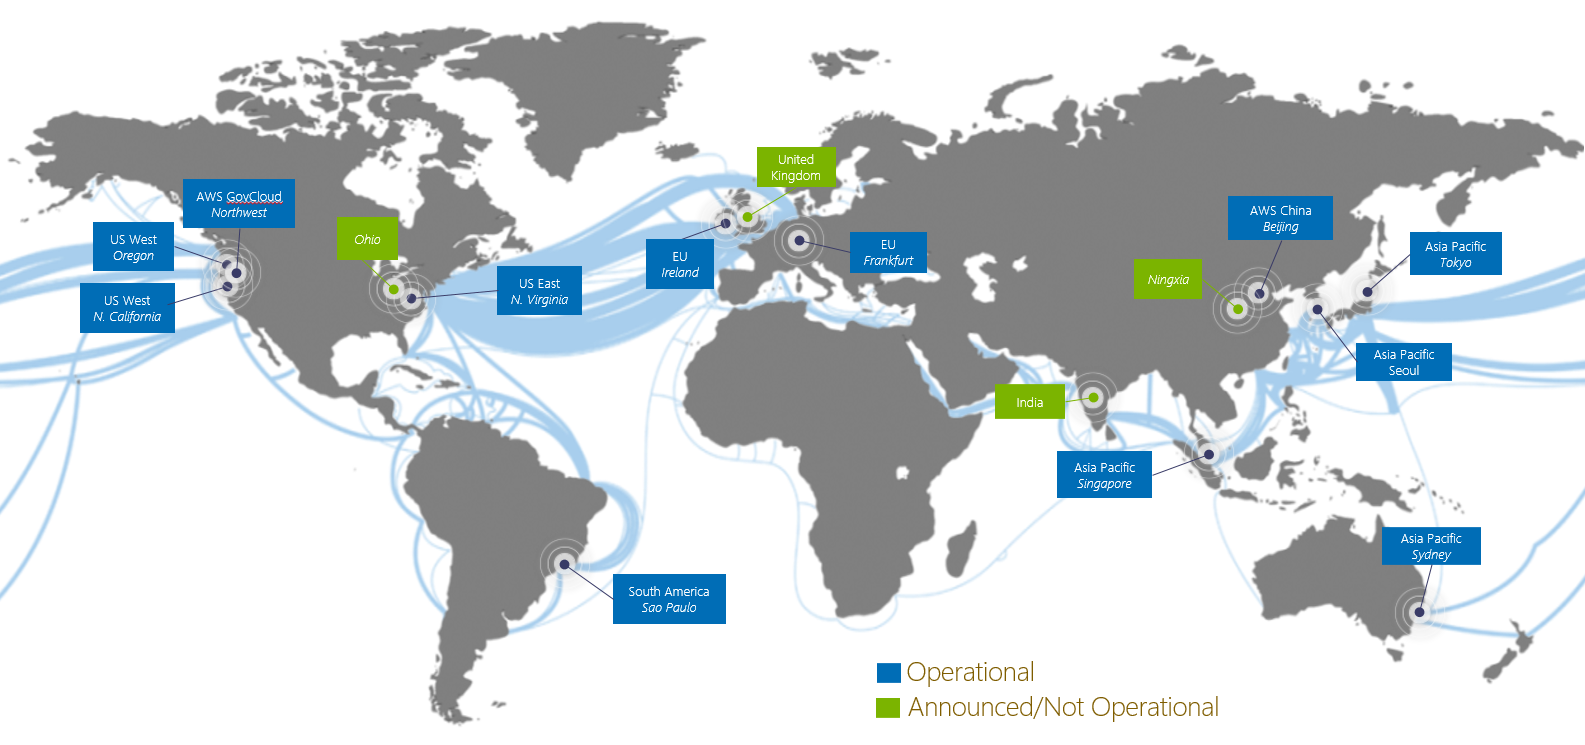 United
Kingdom
AWS GovCloud
Northwest
US West
Oregon
Ohio
EU
Ireland
EU
Frankfurt
AWS China
Beijing
Asia Pacific
Tokyo
US West
N. California
US East
N. Virginia
Ningxia
Asia Pacific
Seoul
India
Asia Pacific
Singapore
Asia Pacific
Sydney
South America
Sao Paulo
Operational
Announced/Not Operational